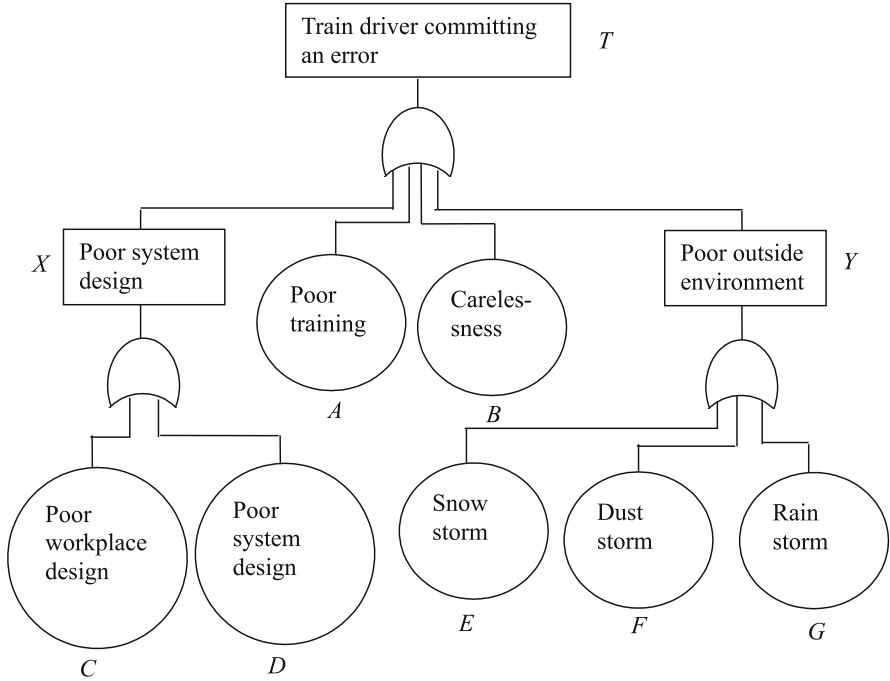 Train driver committing
an error
T
X
Poor system
design
Poor
training
A
Careles-
sness
B
Poor outside
environment
Y
Poor
workplace
design
C
Poor
system
design
D
Snow
storm
E
Dust
storm
F
Rain
storm
G